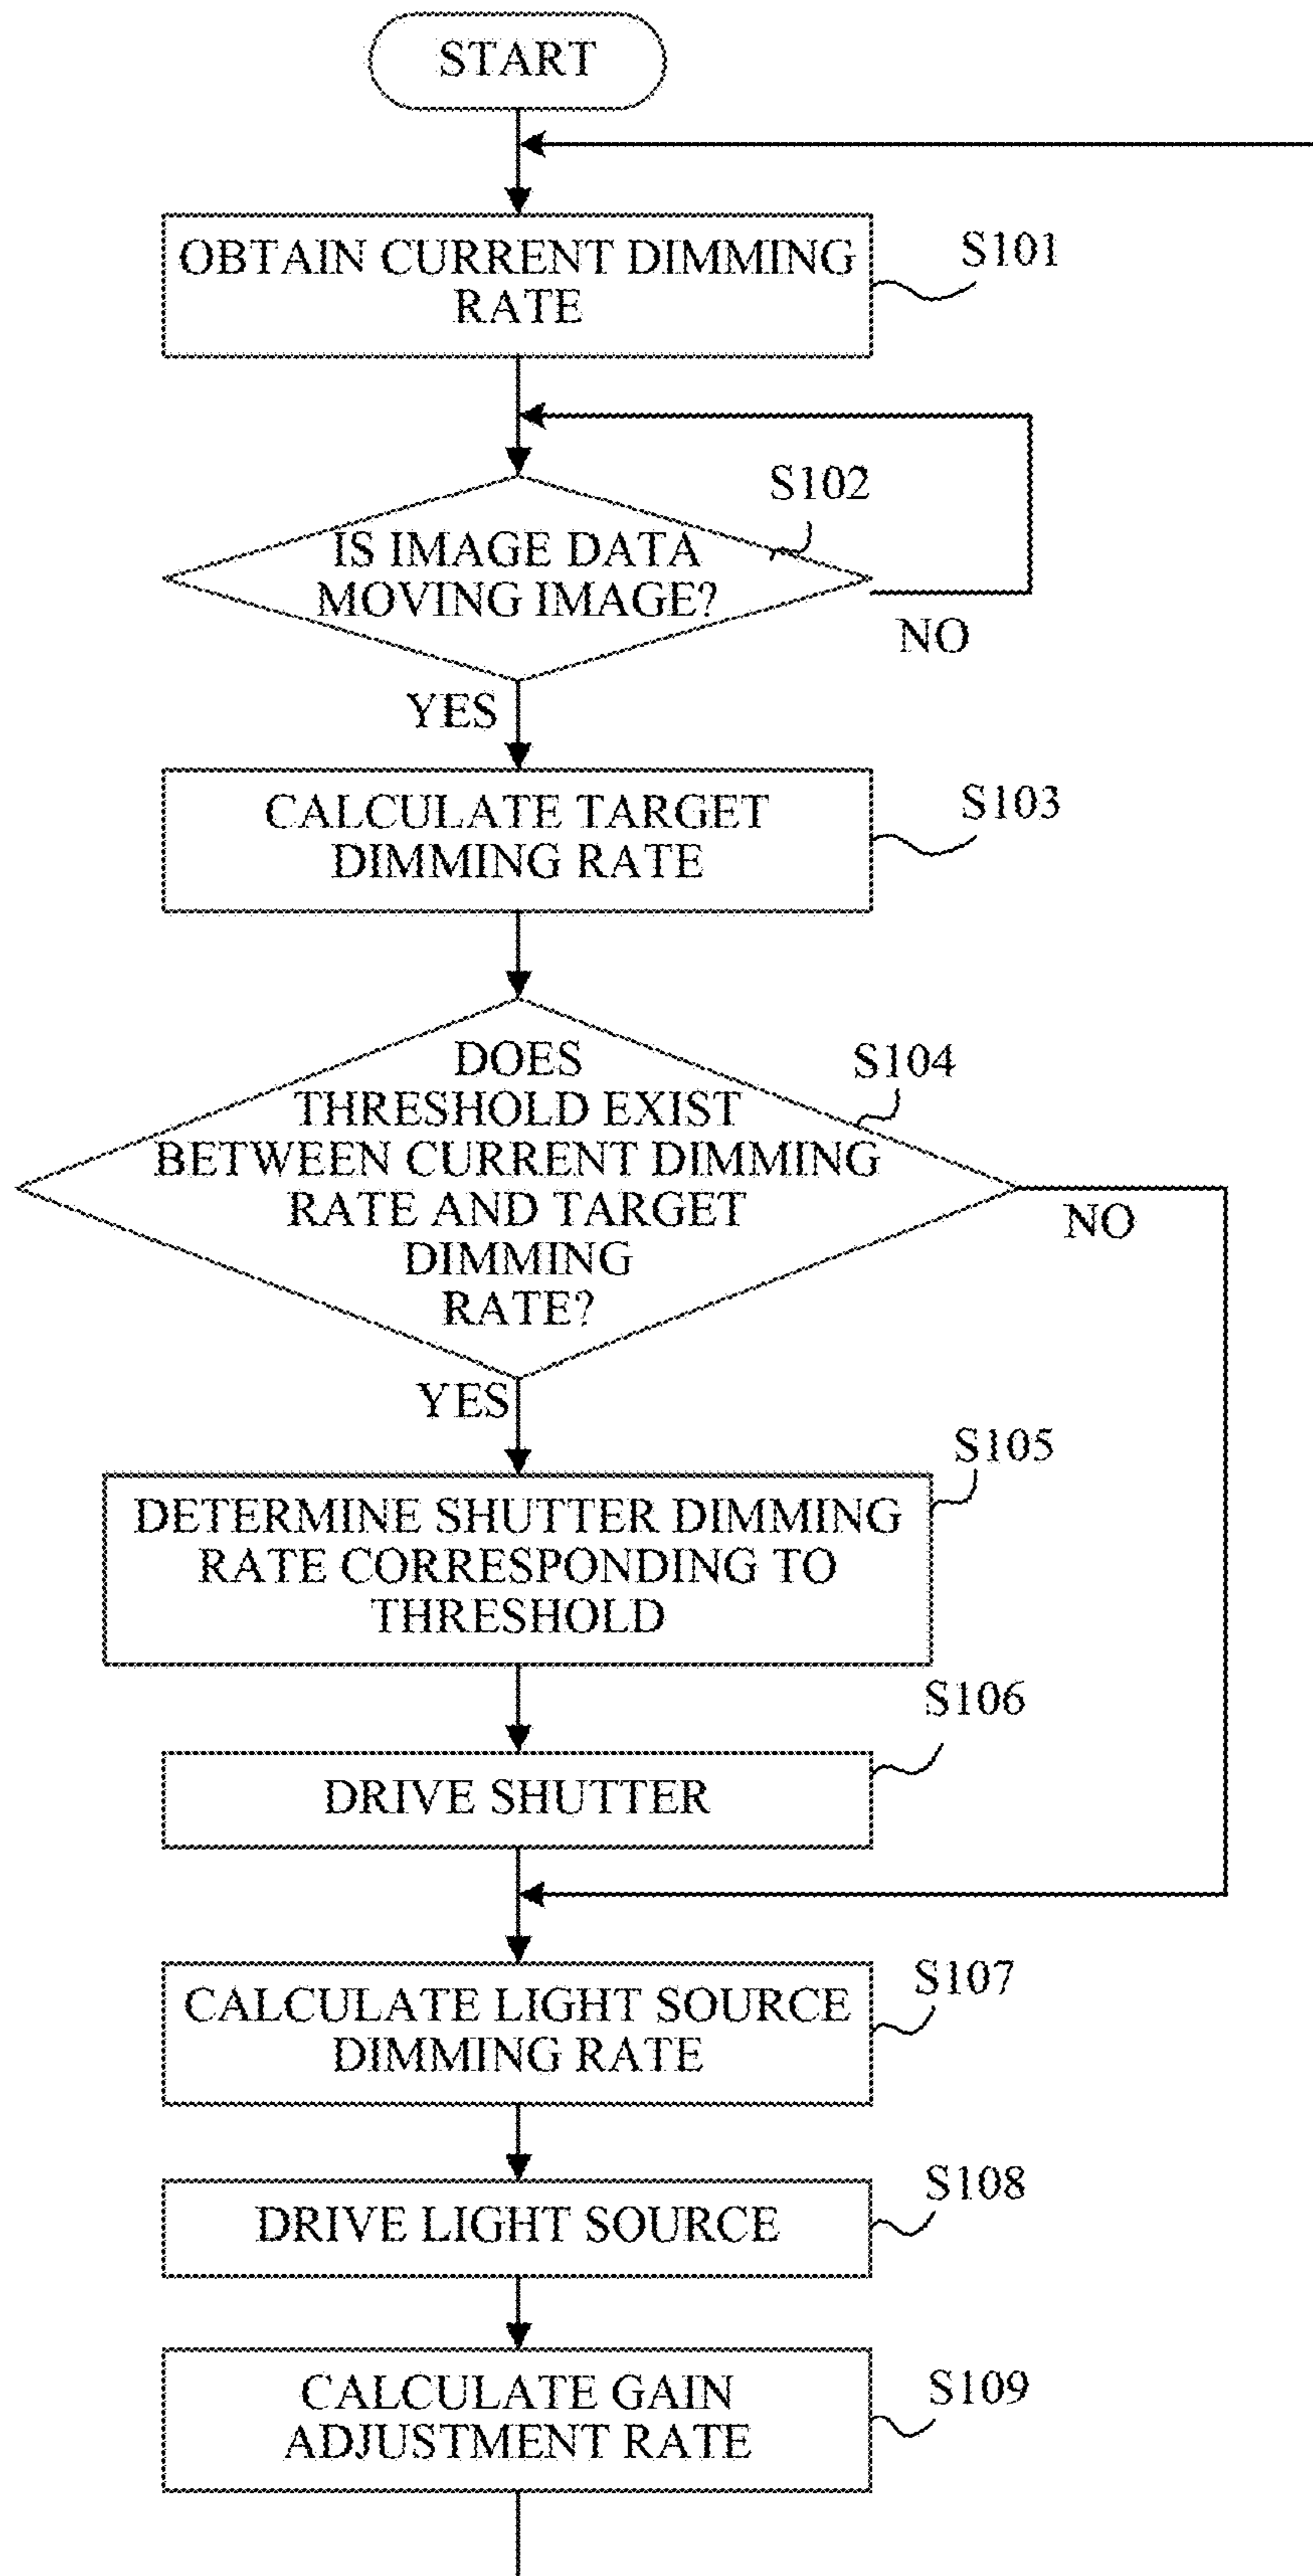 START
OBTAIN CURRENT DIMMING
RATE
S101
S102
IS IMAGE DATA
MOVING IMAGE?
NO
YES
CALCULATE TARGET
DIMMING RATE
S103
DOES
THRESHOLD EXIST
BETWEEN CURRENT DIMMING
RATE AND TARGET
DIMMING
RATE?
S104
NO
YES
S105
DETERMINE SHUTTER DIMMING
RATE CORRESPONDING TO
THRESHOLD
S106
DRIVE SHUTTER
S107
CALCULATE LIGHT SOURCE
DIMMING RATE
S108
DRIVE LIGHT SOURCE
S109
CALCULATE GAIN
ADJUSTMENT RATE